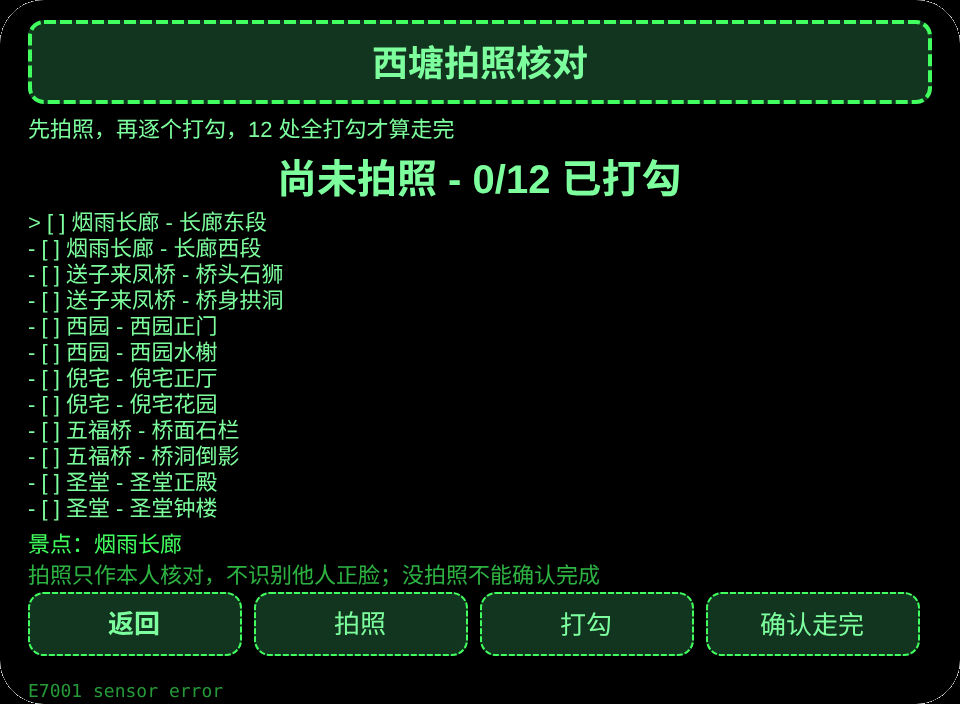 西塘拍照核对
先拍照，再逐个打勾，12 处全打勾才算走完
尚未拍照 - 0/12 已打勾
> [ ] 烟雨长廊 - 长廊东段
- [ ] 烟雨长廊 - 长廊西段
- [ ] 送子来凤桥 - 桥头石狮
- [ ] 送子来凤桥 - 桥身拱洞
- [ ] 西园 - 西园正门
- [ ] 西园 - 西园水榭
- [ ] 倪宅 - 倪宅正厅
- [ ] 倪宅 - 倪宅花园
- [ ] 五福桥 - 桥面石栏
- [ ] 五福桥 - 桥洞倒影
- [ ] 圣堂 - 圣堂正殿
- [ ] 圣堂 - 圣堂钟楼
景点：烟雨长廊
拍照只作本人核对，不识别他人正脸；没拍照不能确认完成
返回
拍照
打勾
确认走完
E7001 sensor error